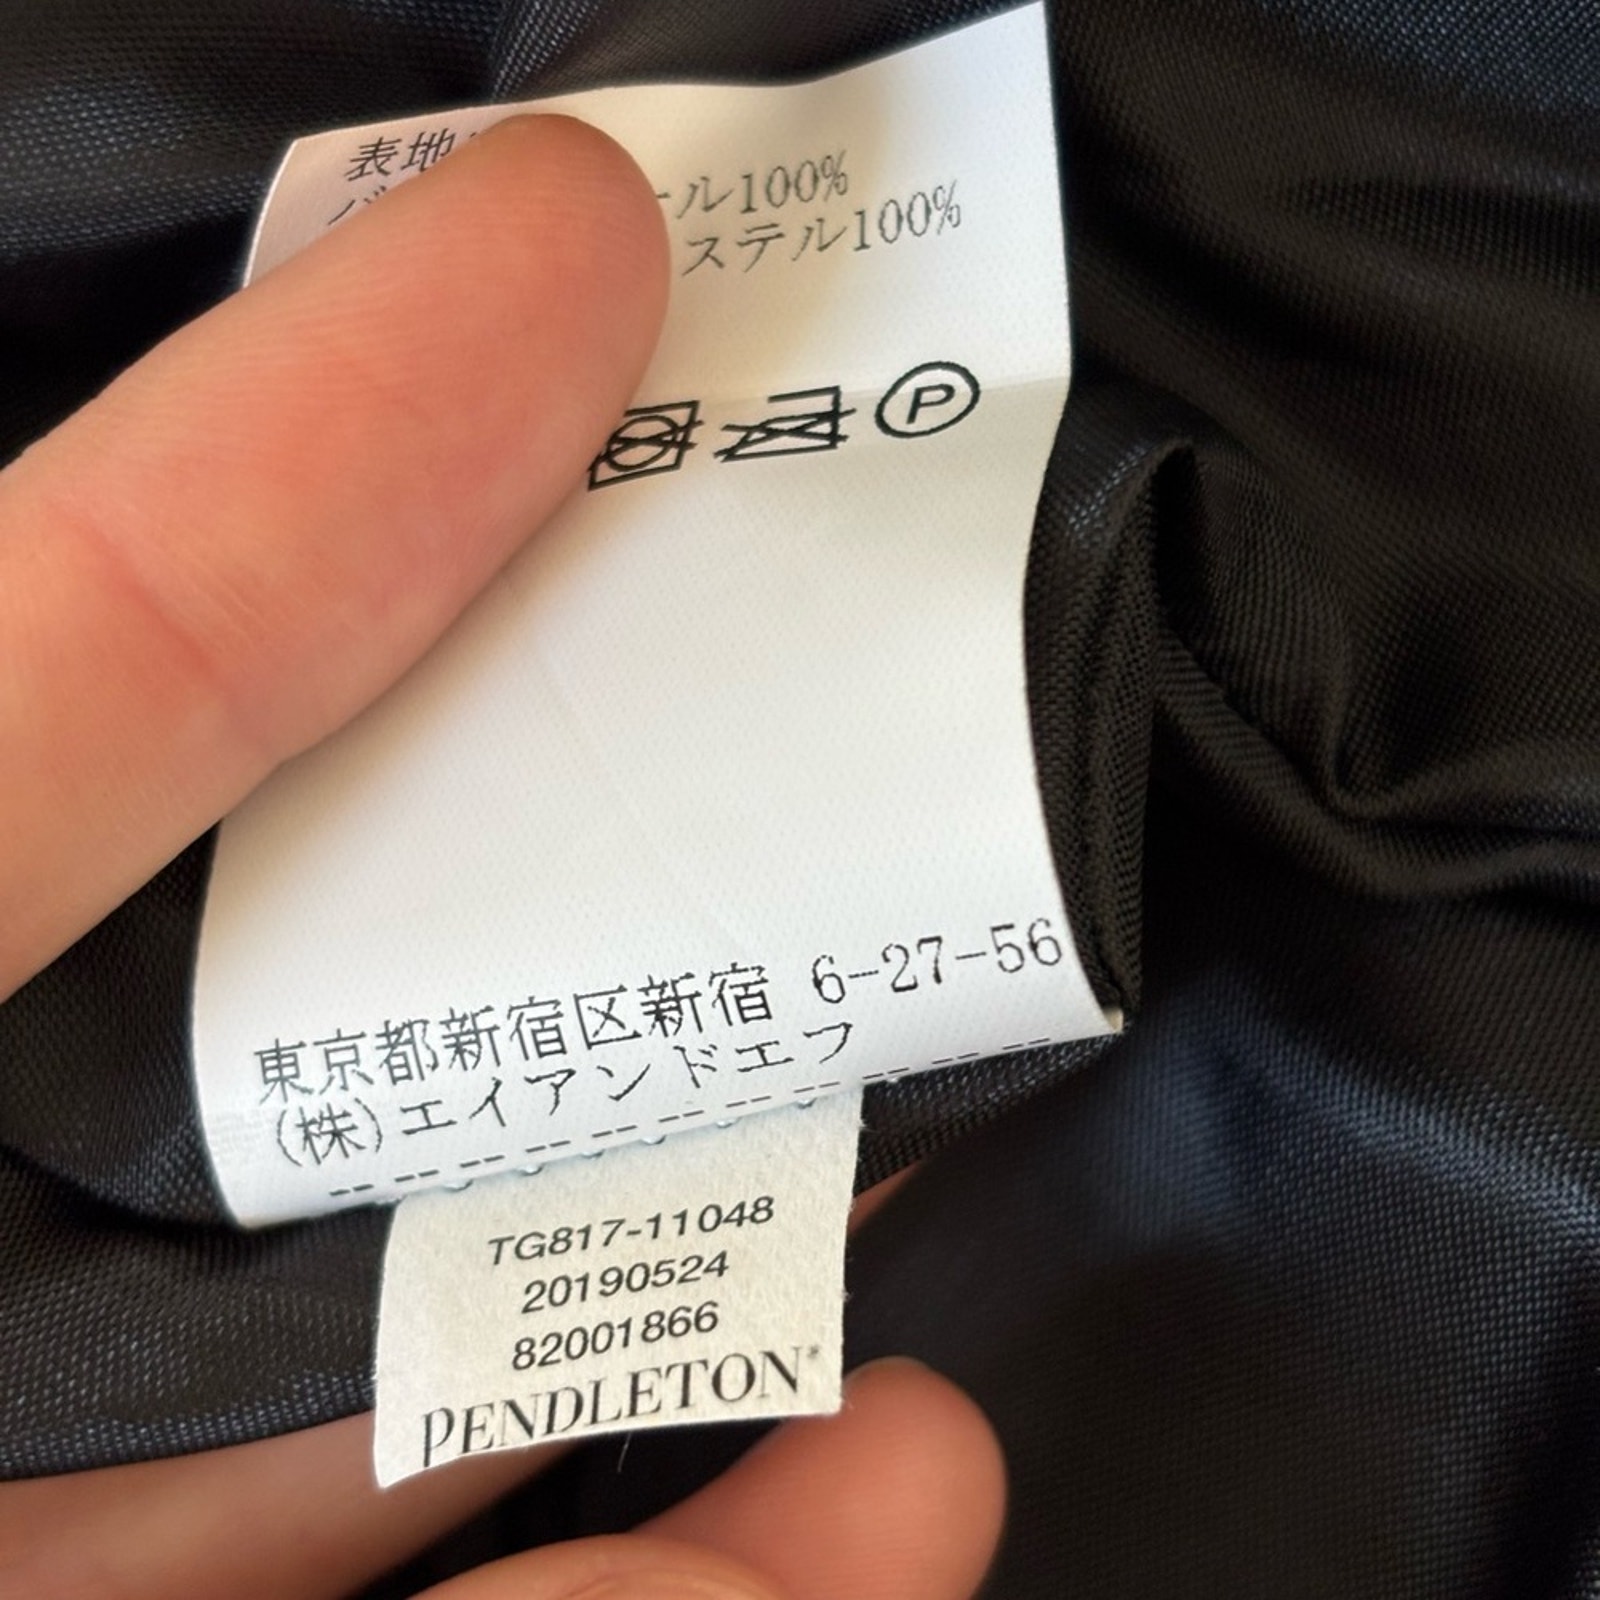 表地
ール100%
ステル100%
P
東京都新宿区新宿 6-27-56
(株)エイアンドエフ
TG817-11048
20190524
82001866
PENDLETON®